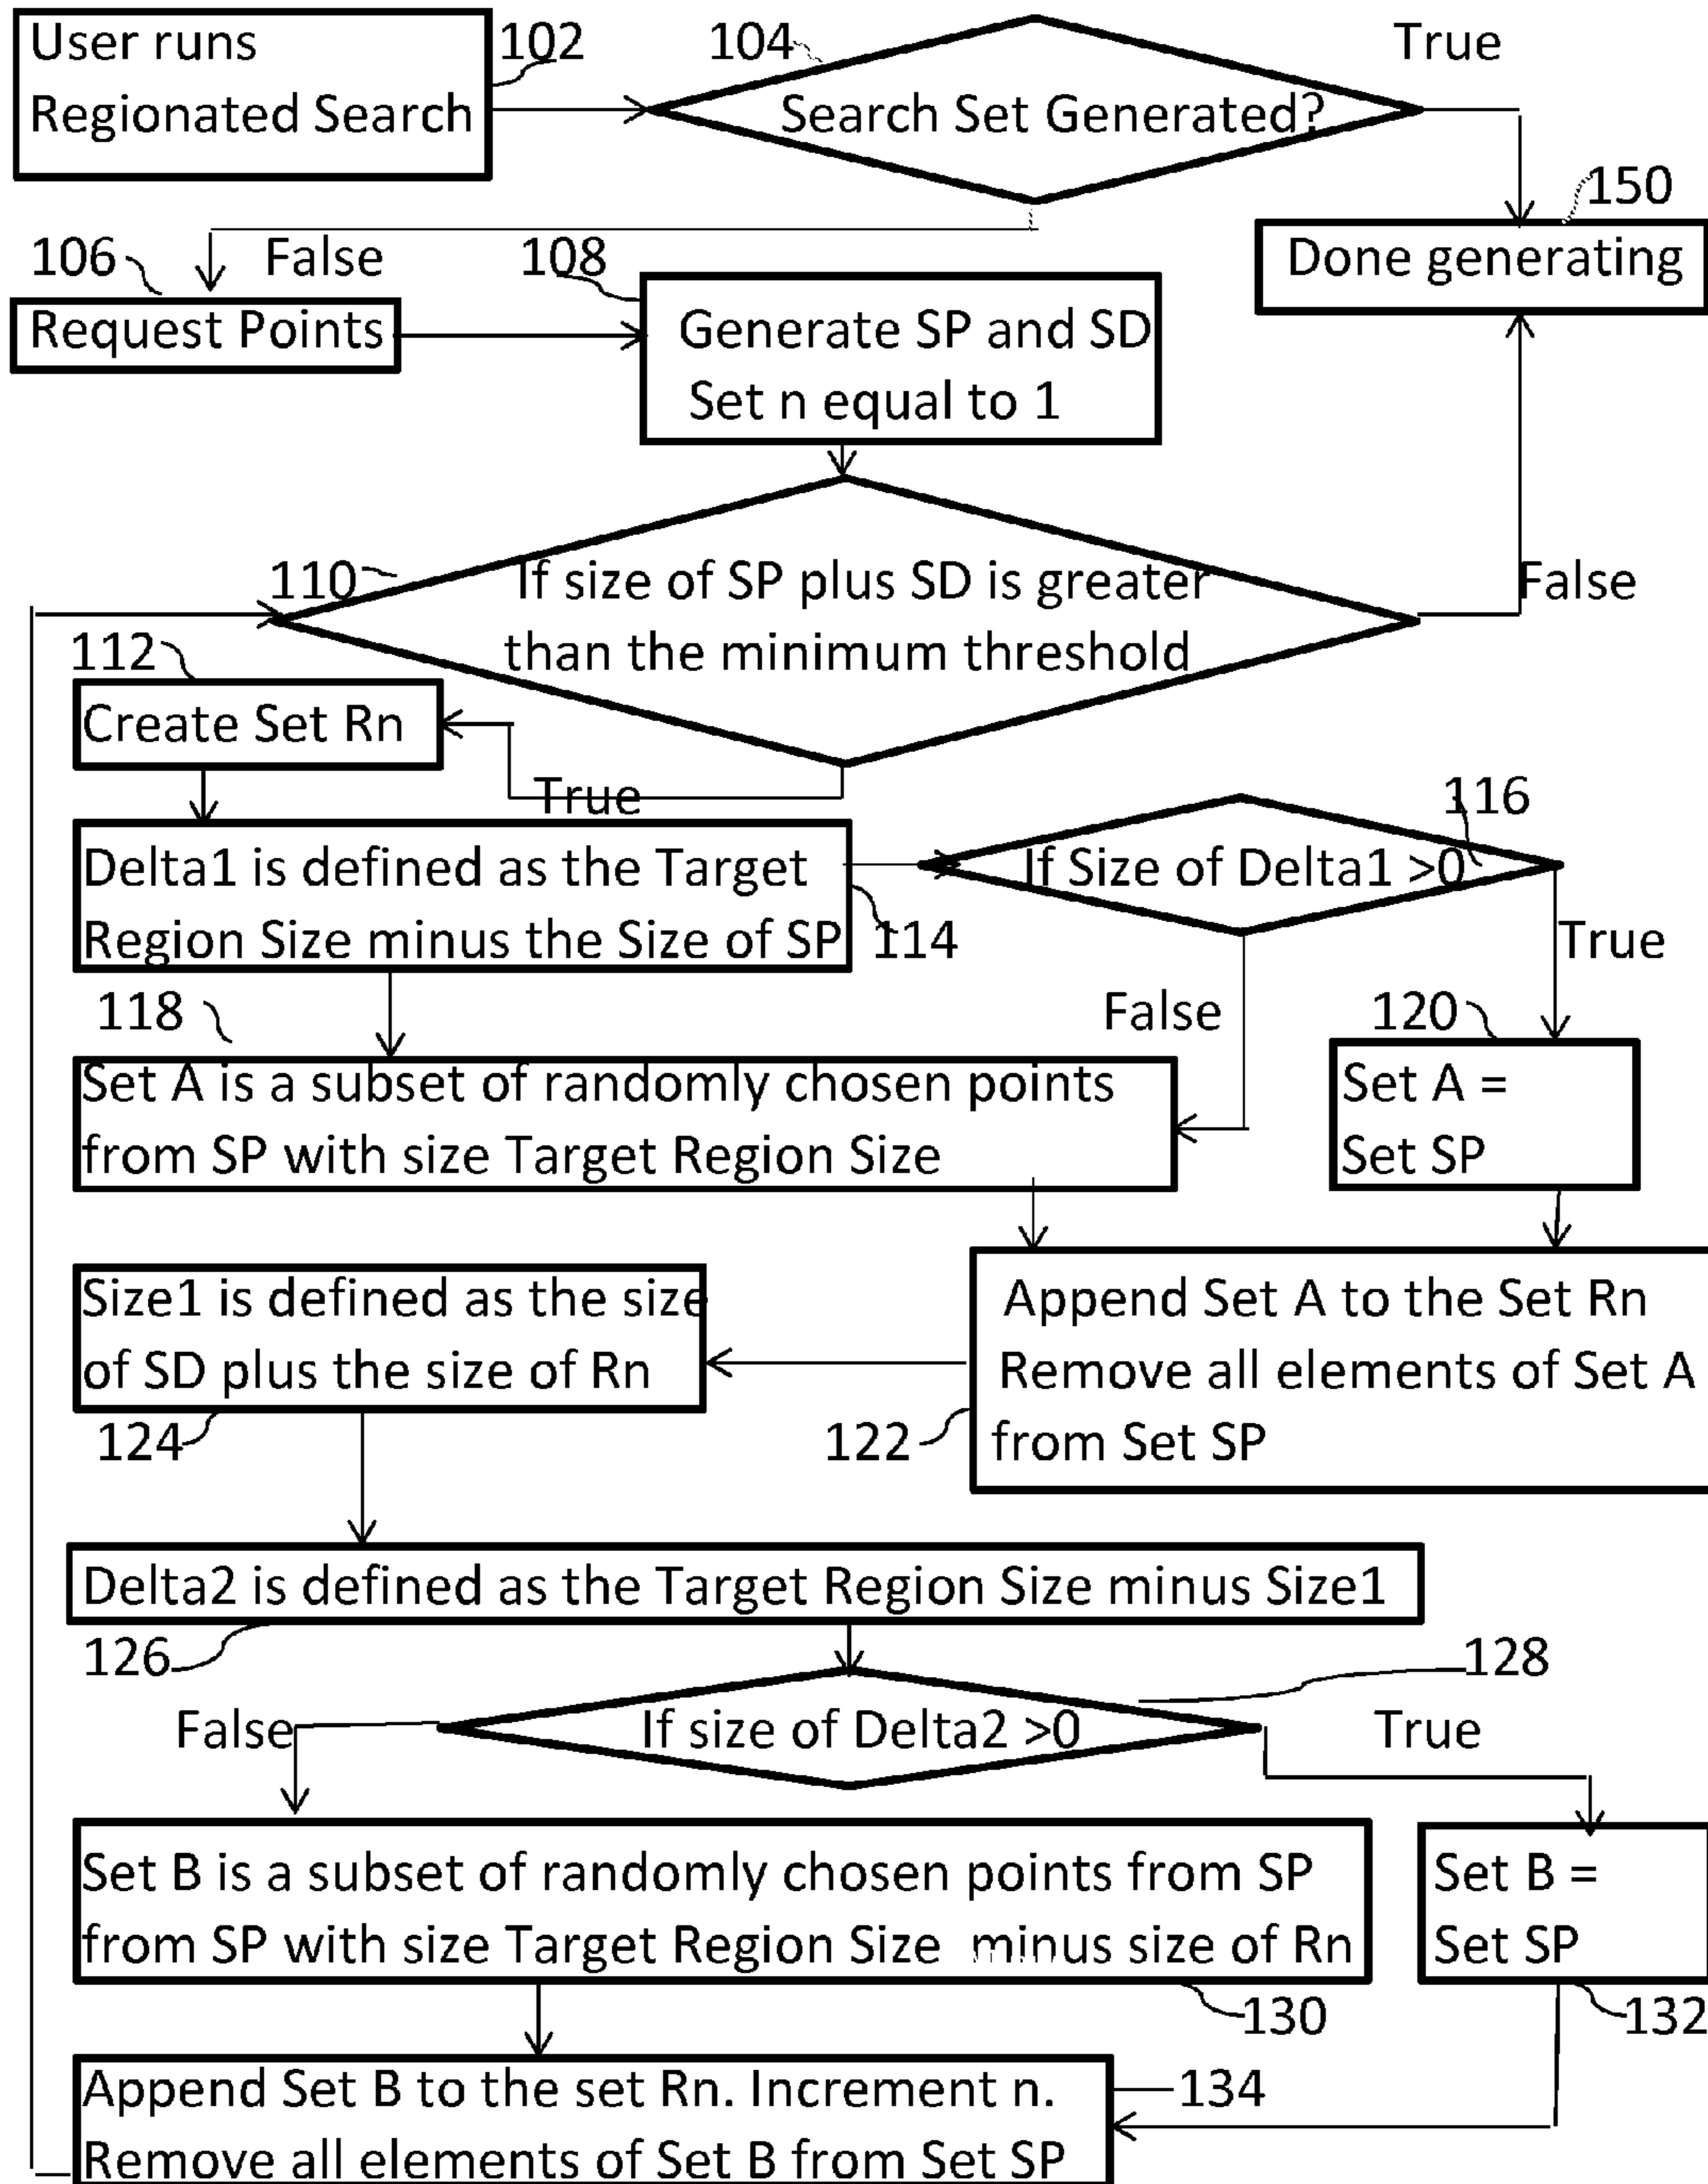 User runs
Regionated Search
102
104
Search Set Generated?
True
150
Done generating
106
False
Request Points
108
Generate SP and SD
Set n equal to 1
110
If size of SP plus SD is greater
than the minimum threshold
False
112
Create Set Rn
True
Delta1 is defined as the Target
Region Size minus the Size of SP
114
116
If Size of Delta1 >0
True
False
118
Set A is a subset of randomly chosen points
from SP with size Target Region Size
120
Set A =
Set SP
Size1 is defined as the size
of SD plus the size of Rn
124
Append Set A to the Set Rn
Remove all elements of Set A
from Set SP
122
Delta2 is defined as the Target Region Size minus Size1
126
128
False
If size of Delta2 >0
True
Set B is a subset of randomly chosen points from SP
from SP with size Target Region Size minus size of Rn
130
Set B =
Set SP
132
Append Set B to the set Rn. Increment n.
Remove all elements of Set B from Set SP
134